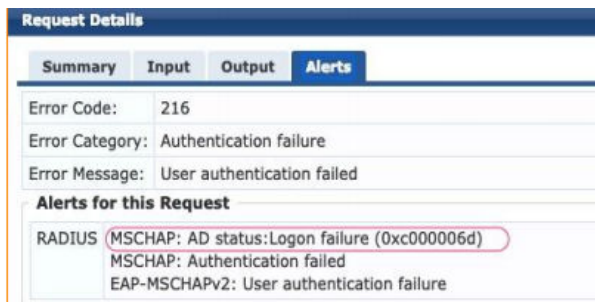 Request Details
Summary Input Output Alerts
Error Code: 216
Error Category: Authentication failure
Error Message: User authentication failed
Alerts for this Request
RADIUS MSCHAP: AD status:Logon failure (0xc000006d)
MSCHAP: Authentication failed
EAP-MSCHAPv2: User authentication failure